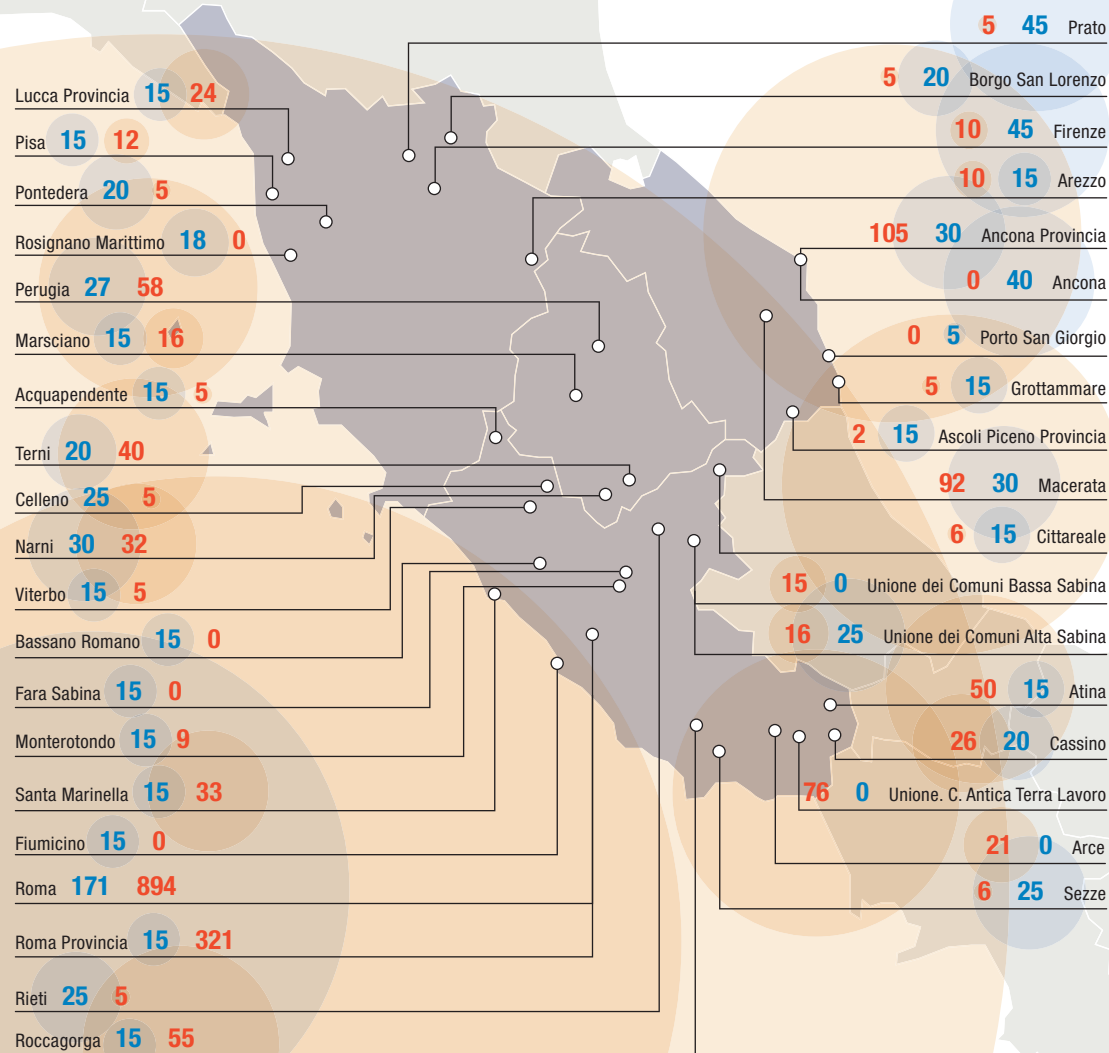 Lucca Provincia 15 24
Pisa 15 12
Pontedera 20 5
Rosignano Marittimo 18 0
Perugia 27 58
Marsciano 15 16
Acquapendente 15 5
Terni 20 40
Celleno 25 5
Narni 30 32
Viterbo 15 5
Bassano Romano 15 0
Fara Sabina 15 0
Monterotondo 15 9
Santa Marinella 15 33
Fiumicino 15 0
Roma 171 894
Roma Provincia 15 321
Rieti 25 5
Roccagorga 15 55
5 45 Prato
5 20 Borgo San Lorenzo
10 45 Firenze
10 15 Arezzo
105 30 Ancona Provincia
0 40 Ancona
0 5 Porto San Giorgio
5 15 Grottammare
2 15 Ascoli Piceno Provincia
92 30 Macerata
6 15 Cittareale
15 0 Unione dei Comuni Bassa Sabina
16 25 Unione dei Comuni Alta Sabina
50 15 Atina
26 20 Cassino
76 0 Unione. C. Antica Terra Lavoro
21 0 Arce
6 25 Sezze